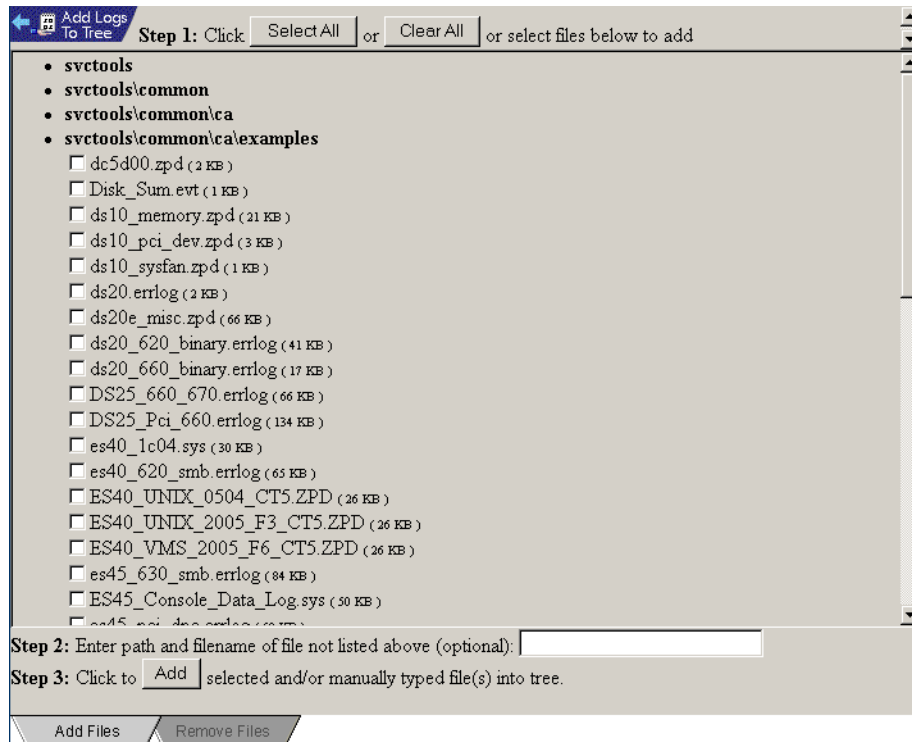 Add Logs
To Tree
Step 1: Click Select All or Clear All or select files below to add
• svctools
• svctools\common
• svctools\common\ca
• svctools\common\ca\examples
dc5d00.zpd (2 KB)
Disk_Sum.evt (1 KB)
ds10_memory.zpd (21 KB)
ds10_pci_dev.zpd (3 KB)
ds10_sysfan.zpd (1 KB)
ds20.errlog (2 KB)
ds20e_misc.zpd (66 KB)
ds20_620_binary.errlog (41 KB)
ds20_660_binary.errlog (17 KB)
DS25_660_670.errlog (66 KB)
DS25_Pci_660.errlog (134 KB)
es40_1c04.sys (30 KB)
es40_620_smb.errlog (65 KB)
ES40_UNIX_0504_CT5.ZPD (26 KB)
ES40_UNIX_2005_F3_CT5.ZPD (26 KB)
ES40_VMS_2005_F6_CT5.ZPD (26 KB)
es45_630_smb.errlog (84 KB)
ES45_Console_Data_Log.sys (50 KB)
Step 2: Enter path and filename of file not listed above (optional):
Step 3: Click to Add selected and/or manually typed file(s) into tree.
Add Files Remove Files